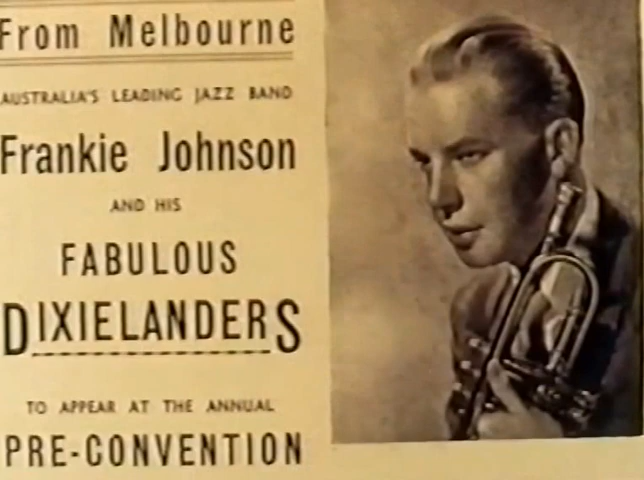 From Melbourne
AUSTRALIA'S LEADING JAZZ BAND
Frankie Johnson
AND HIS
FABULOUS
DIXIELANDERS
TO APPEAR AT THE ANNUAL
PRE-CONVENTION